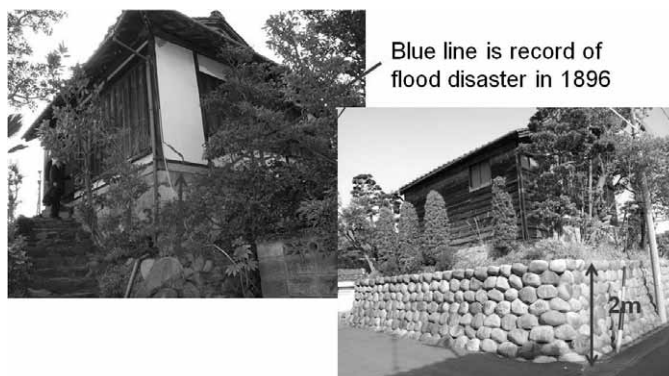 Blue line is record of
flood disaster in 1896
2m